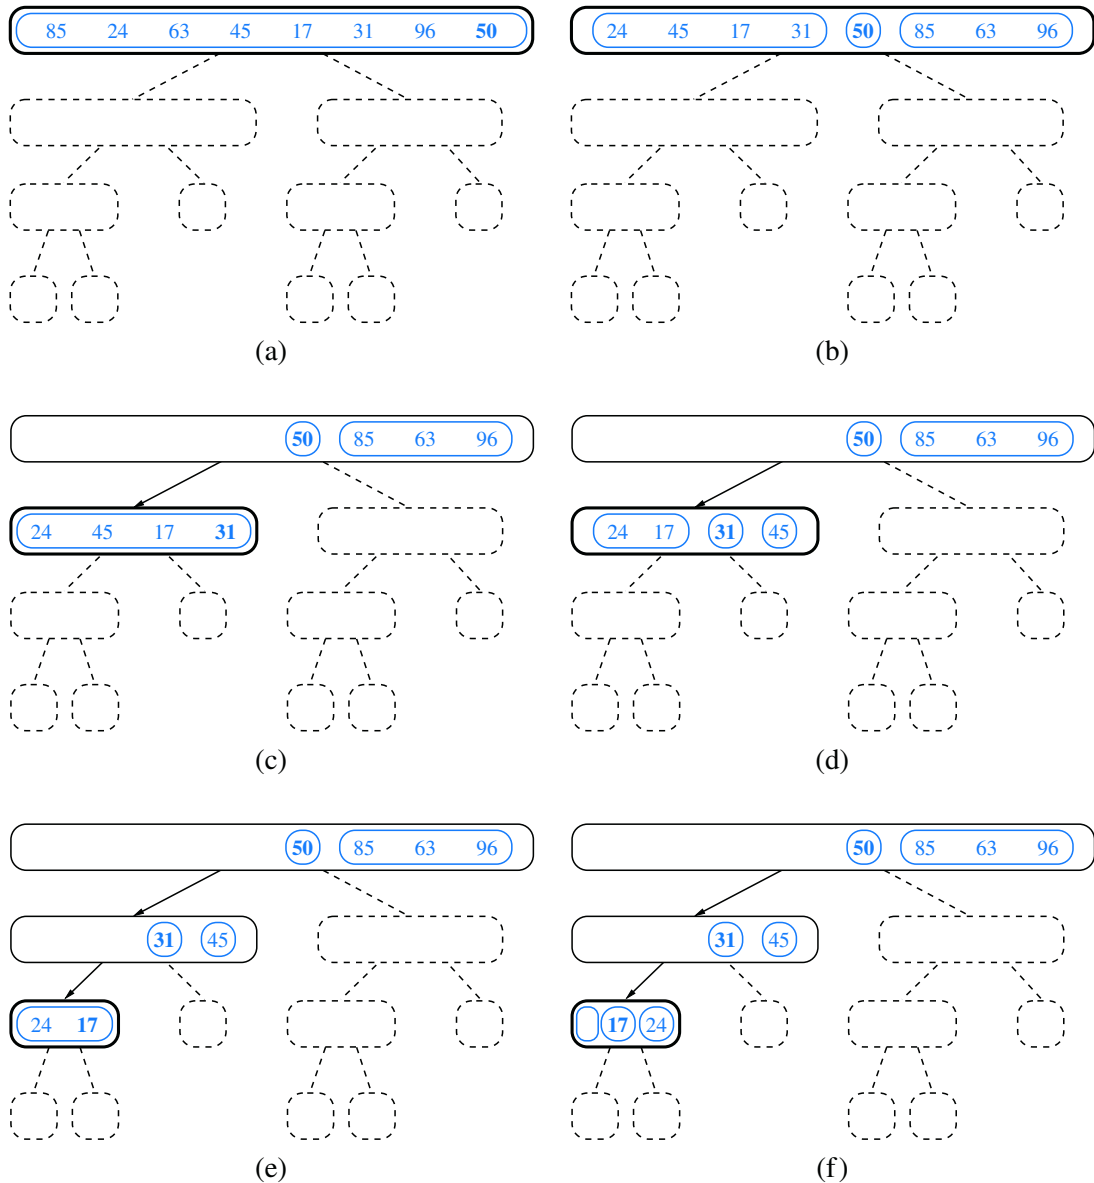 85 24 63 45 17 31 96 50
24 45 17 31 50 85 63 96
(a)
(b)
50 85 63 96
50 85 63 96
24 45 17 31
24 17 31 45
(c)
(d)
50 85 63 96
50 85 63 96
31 45
31 45
24 17
17 24
(e)
(f)